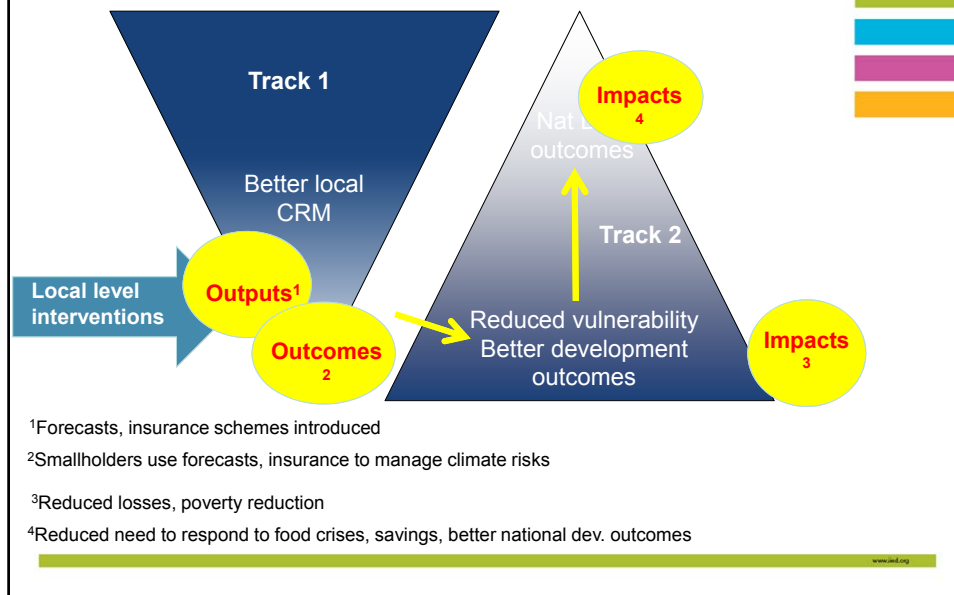 Track 1
Better local
CRM
Local level
interventions
Outputs¹
Outcomes
2
Impacts
4
Nat
outcomes
Track 2
Reduced vulnerability
Better development
outcomes
Impacts
3
¹Forecasts, insurance schemes introduced
²Smallholders use forecasts, insurance to manage climate risks
³Reduced losses, poverty reduction
⁴Reduced need to respond to food crises, savings, better national dev. outcomes
www.iied.org